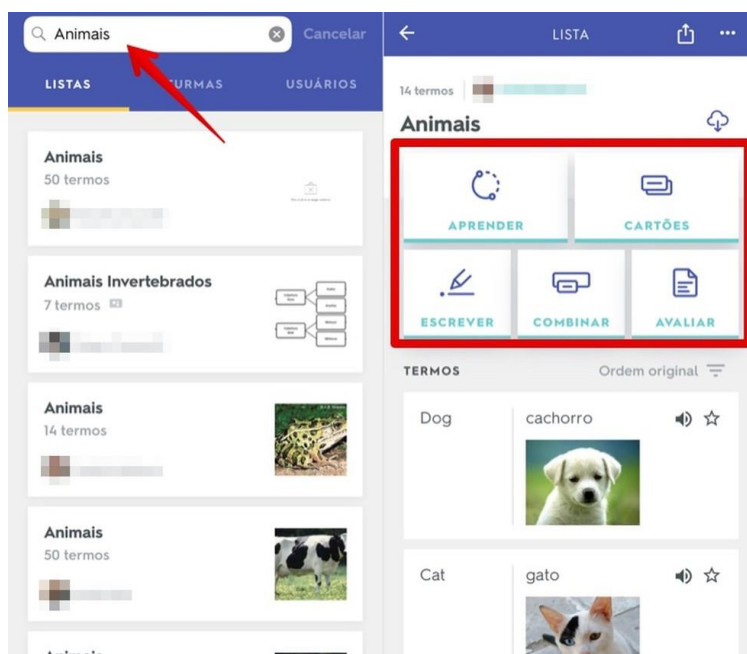 Animais
Cancelar
LISTAS
TURMAS
USUÁRIOS
Animais
50 termos
Animais Invertebrados
7 termos
Animais
14 termos
Animais
50 termos
LISTA
14 termos
Animais
APRENDER
CARTÕES
ESCREVER
COMBINAR
AVALIAR
TERMOS
Ordem original
Dog
cachorro
Cat
gato